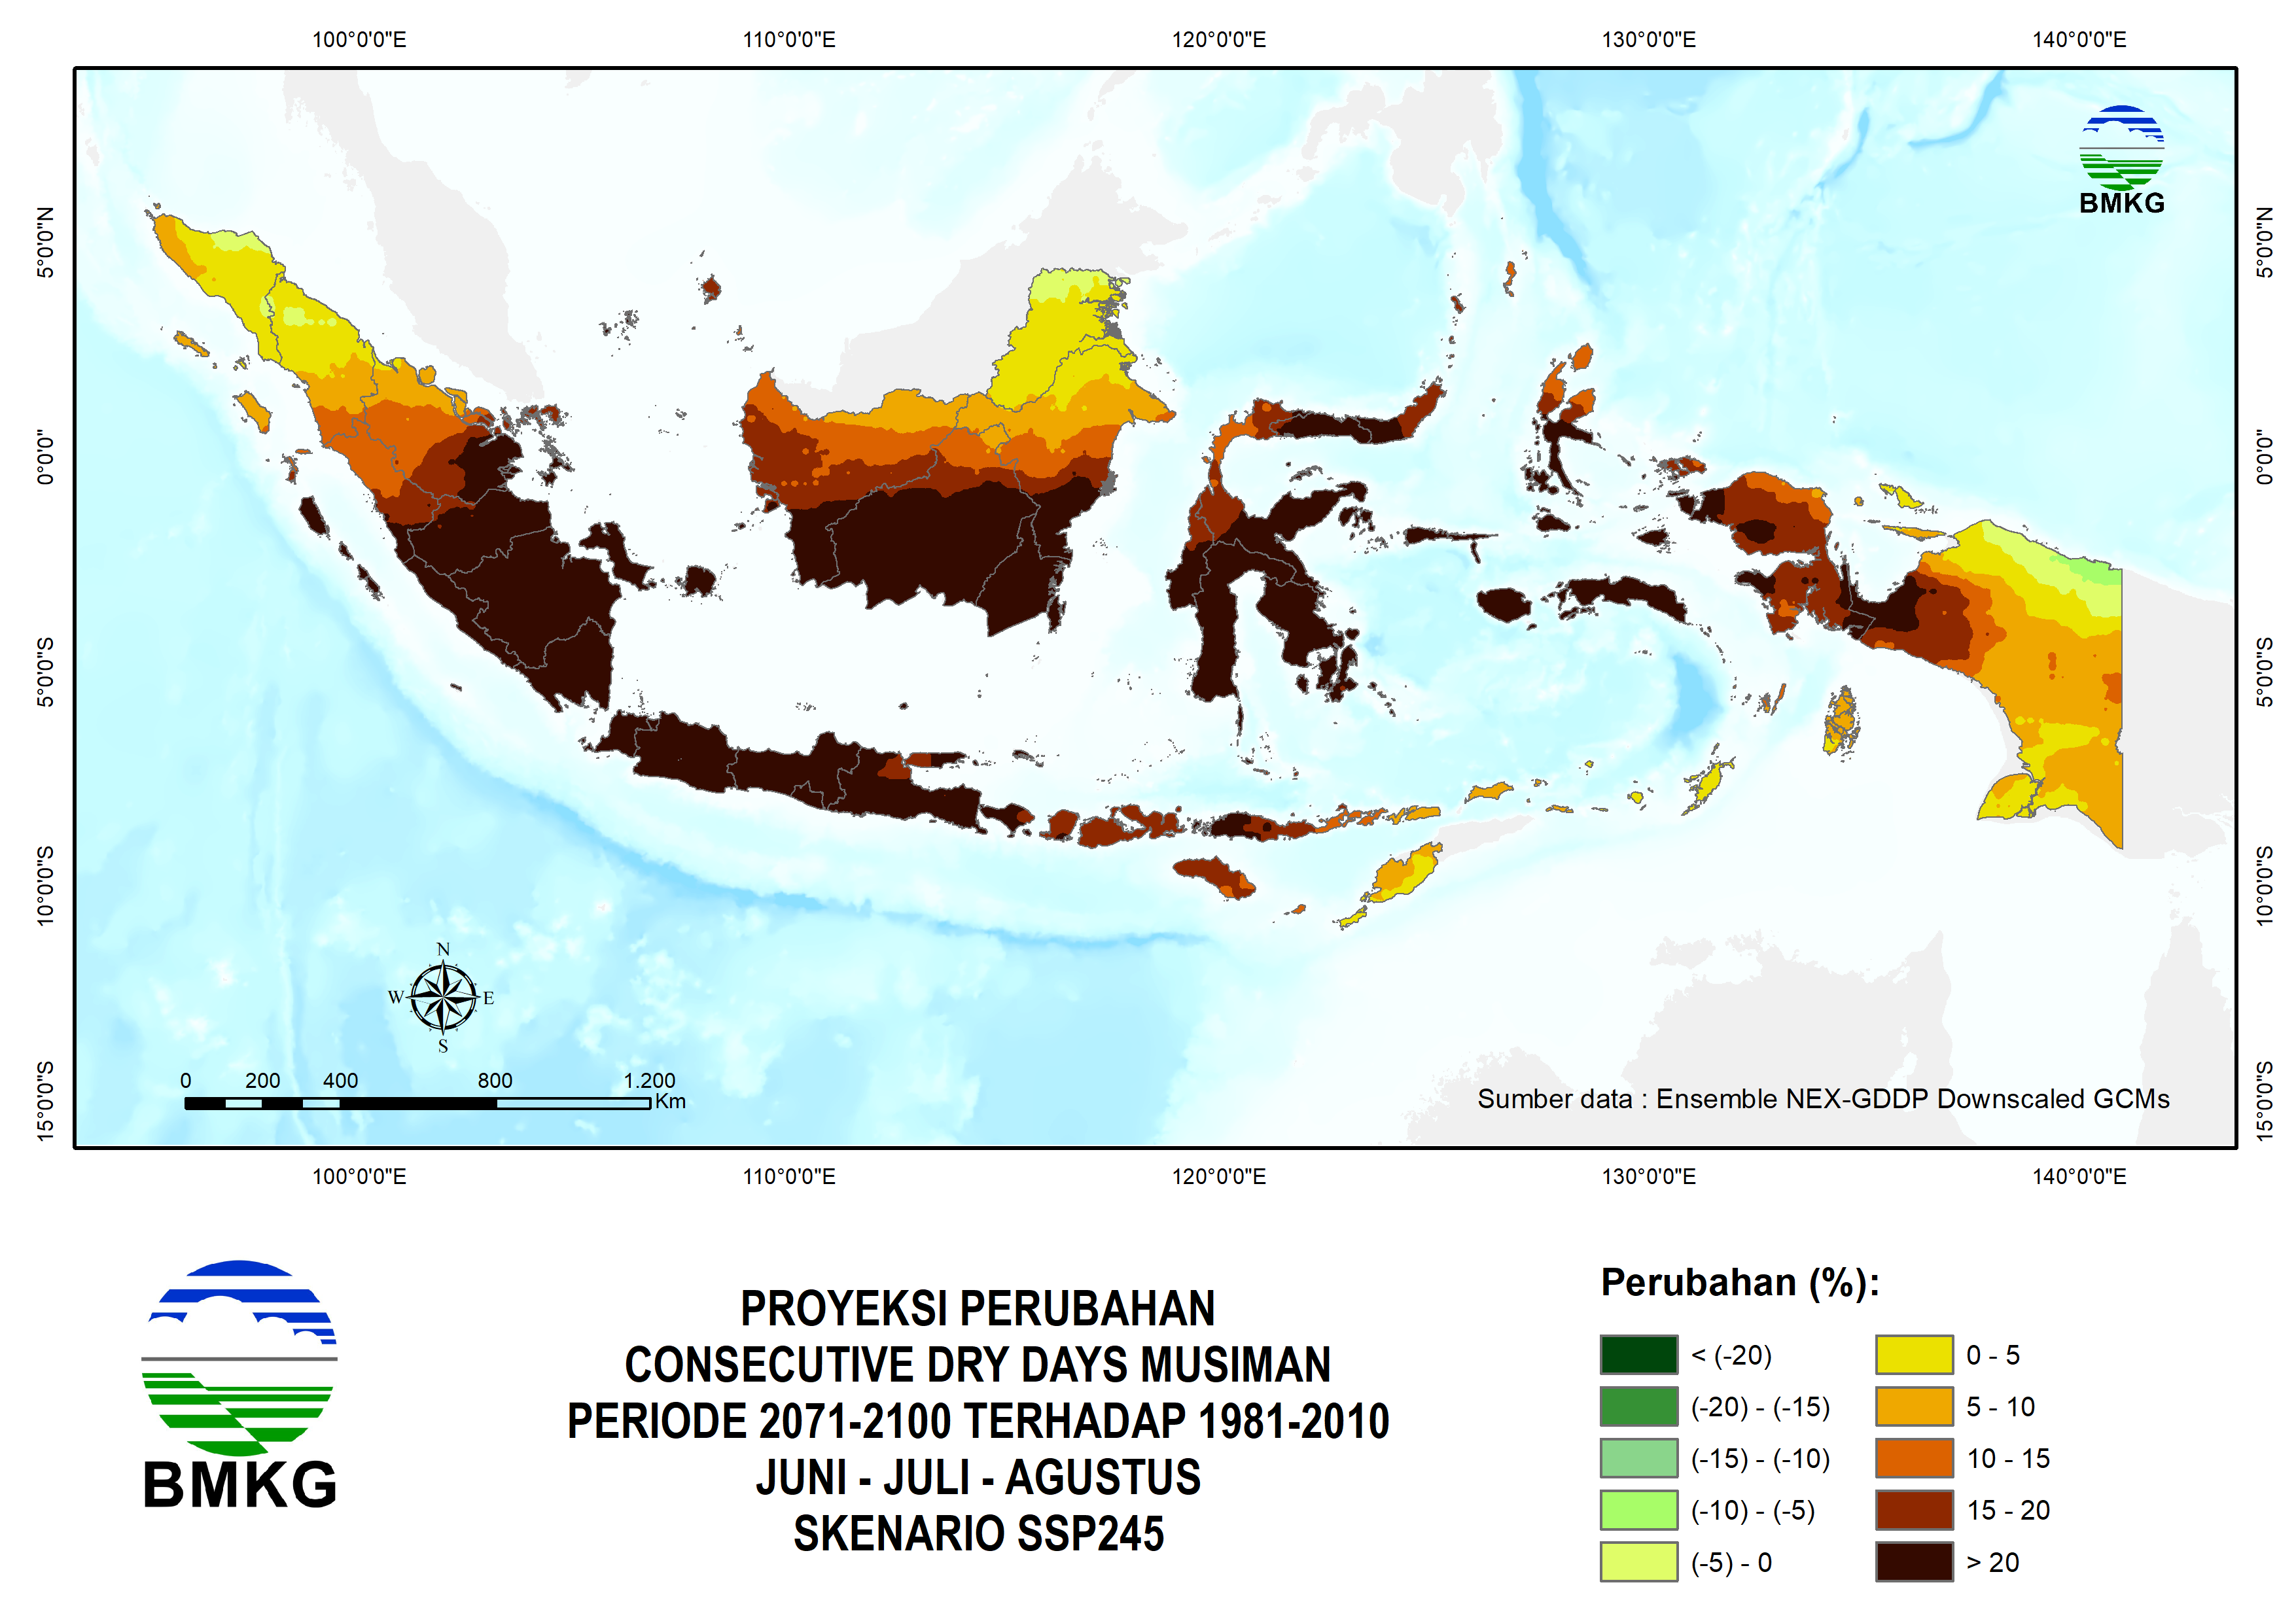 100°0'0"E 110°0'0"E 120°0'0"E 130°0'0"E 140°0'0"E
5°0'0"N
0°0'0"
5°0'0"S
10°0'0"S
15°0'0"S
BMKG
5°0'0"N
0°0'0"
5°0'0"S
10°0'0"S
15°0'0"S
N
W E
S
0 200 400 800 1.200
Km
Sumber data : Ensemble NEX-GDDP Downscaled GCMs
100°0'0"E 110°0'0"E 120°0'0"E 130°0'0"E 140°0'0"E
BMKG
PROYEKSI PERUBAHAN
CONSECUTIVE DRY DAYS MUSIMAN
PERIODE 2071-2100 TERHADAP 1981-2010
JUNI - JULI - AGUSTUS
SKENARIO SSP245
Perubahan (%):
< (-20)
(-20) - (-15)
(-15) - (-10)
(-10) - (-5)
(-5) - 0
0 - 5
5 - 10
10 - 15
15 - 20
> 20